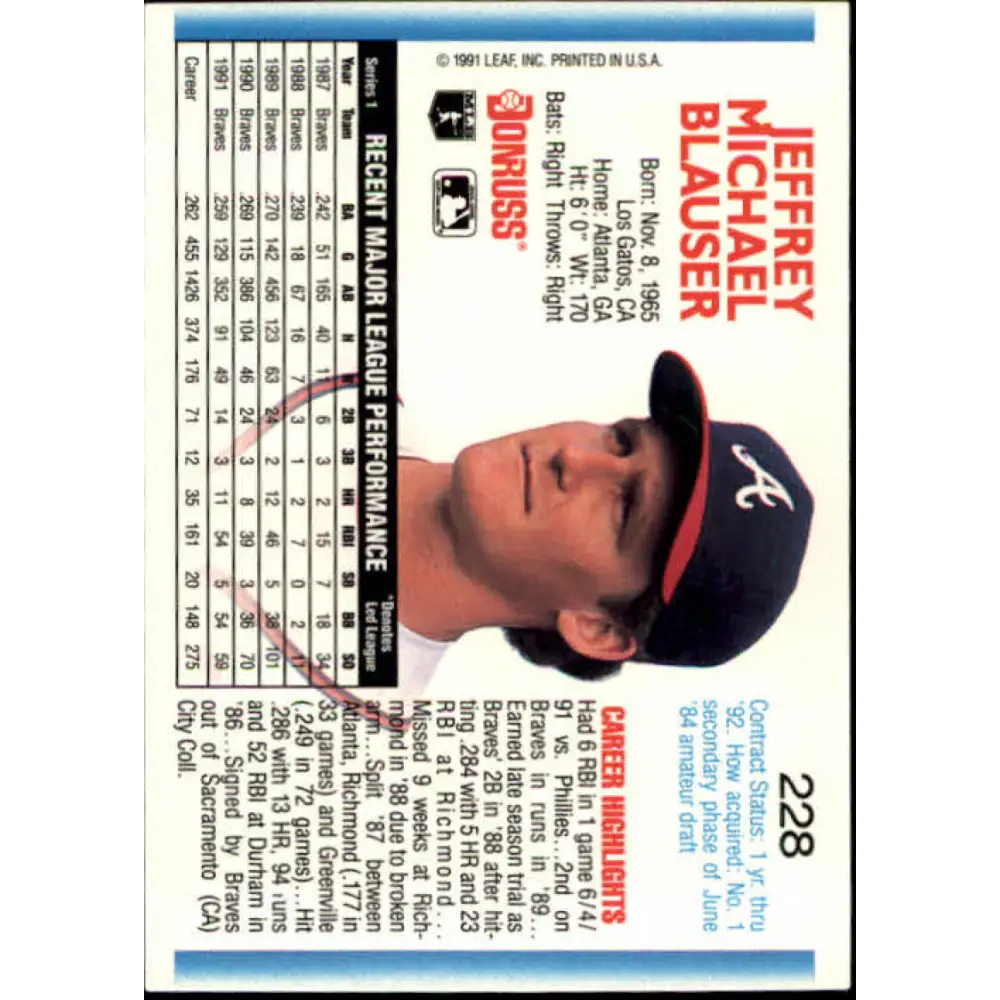 JEFFREY
MICHAEL
BLAUSER
Born: Nov. 8, 1965
Los Gatos, CA
Home: Atlanta, GA
Ht: 6' 0" Wt: 170
Bats: Right Throws: Right
DONRUSS®
MLB
© 1991 LEAF, INC. PRINTED IN U.S.A.
A
228
Contract Status: 1 yr. thru
'92. How acquired: No. 1
secondary phase of June
'84 amateur draft
CAREER HIGHLIGHTS
Had 6 RBI in 1 game 6/4/
91 vs. Phillies...2nd on
Braves in runs in '89...
Earned late season trial as
Braves' 2B in '88 after hit-
ting .284 with 5 HR and 23
RBI at Richmond...
Missed 9 weeks at Rich-
mond in '88 due to broken
arm...Split '87 between
Atlanta, Richmond (.177 in
33 games) and Greenville
(.249 in 72 games)...Hit
.286 with 13 HR, 94 runs
and 52 RBI at Durham in
'86...Signed by Braves
out of Sacramento (CA)
City Coll.
Series 1 RECENT MAJOR LEAGUE PERFORMANCE *Denotes Led League
Year Team BA G AB H R 2B 3B HR RBI SB BB SO
1987 Braves .242 51 165 40 11 6 3 2 15 7 18 34
1988 Braves .239 18 67 16 7 3 1 2 7 0 2 11
1989 Braves .270 142 456 123 63 24 2 12 46 5 38 101
1990 Braves .269 115 386 104 46 24 3 8 39 3 36 70
1991 Braves .259 129 352 91 49 14 3 11 54 5 54 59
Career .262 455 1426 374 176 71 12 35 161 20 148 275